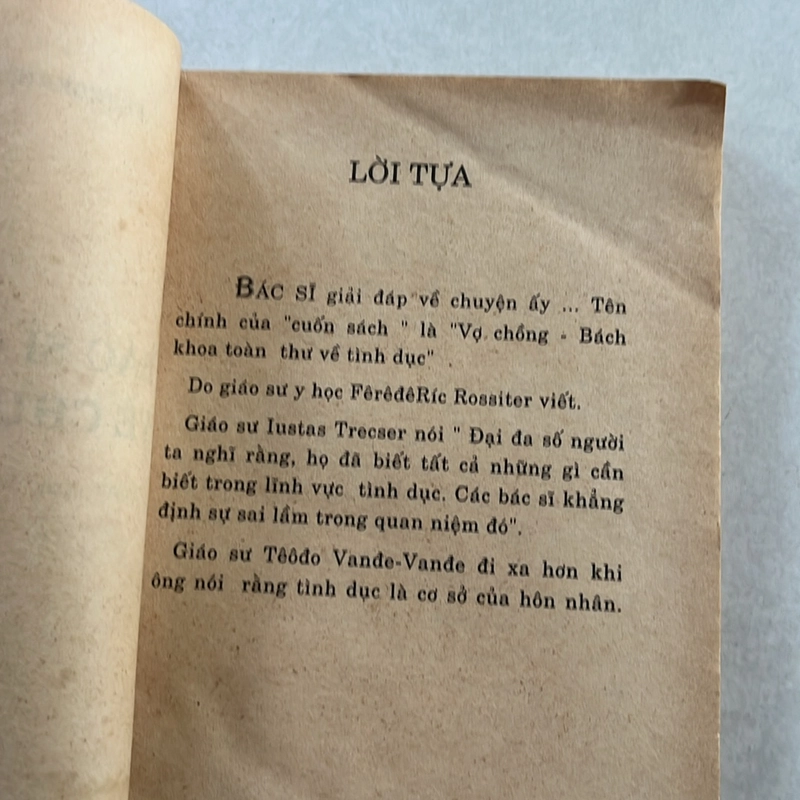 LỜI TỰA
BÁC SĨ giải đáp về chuyện ấy ... Tên
chính của "cuốn sách " là "Vợ chồng - Bách
khoa toàn thư về tình dục" .
Do giáo sư y học FêrêđêRíc Rossiter viết.
Giáo sư Iustas Trecser nói " Đại đa số người
ta nghĩ rằng, họ đã biết tất cả những gì cần
biết trong lĩnh vực tình dục. Các bác sĩ khẳng
định sự sai lầm trong quan niệm đó".
Giáo sư Têôđo Vanđe-Vanđe đi xa hơn khi
ông nói rằng tình dục là cơ sở của hôn nhân.